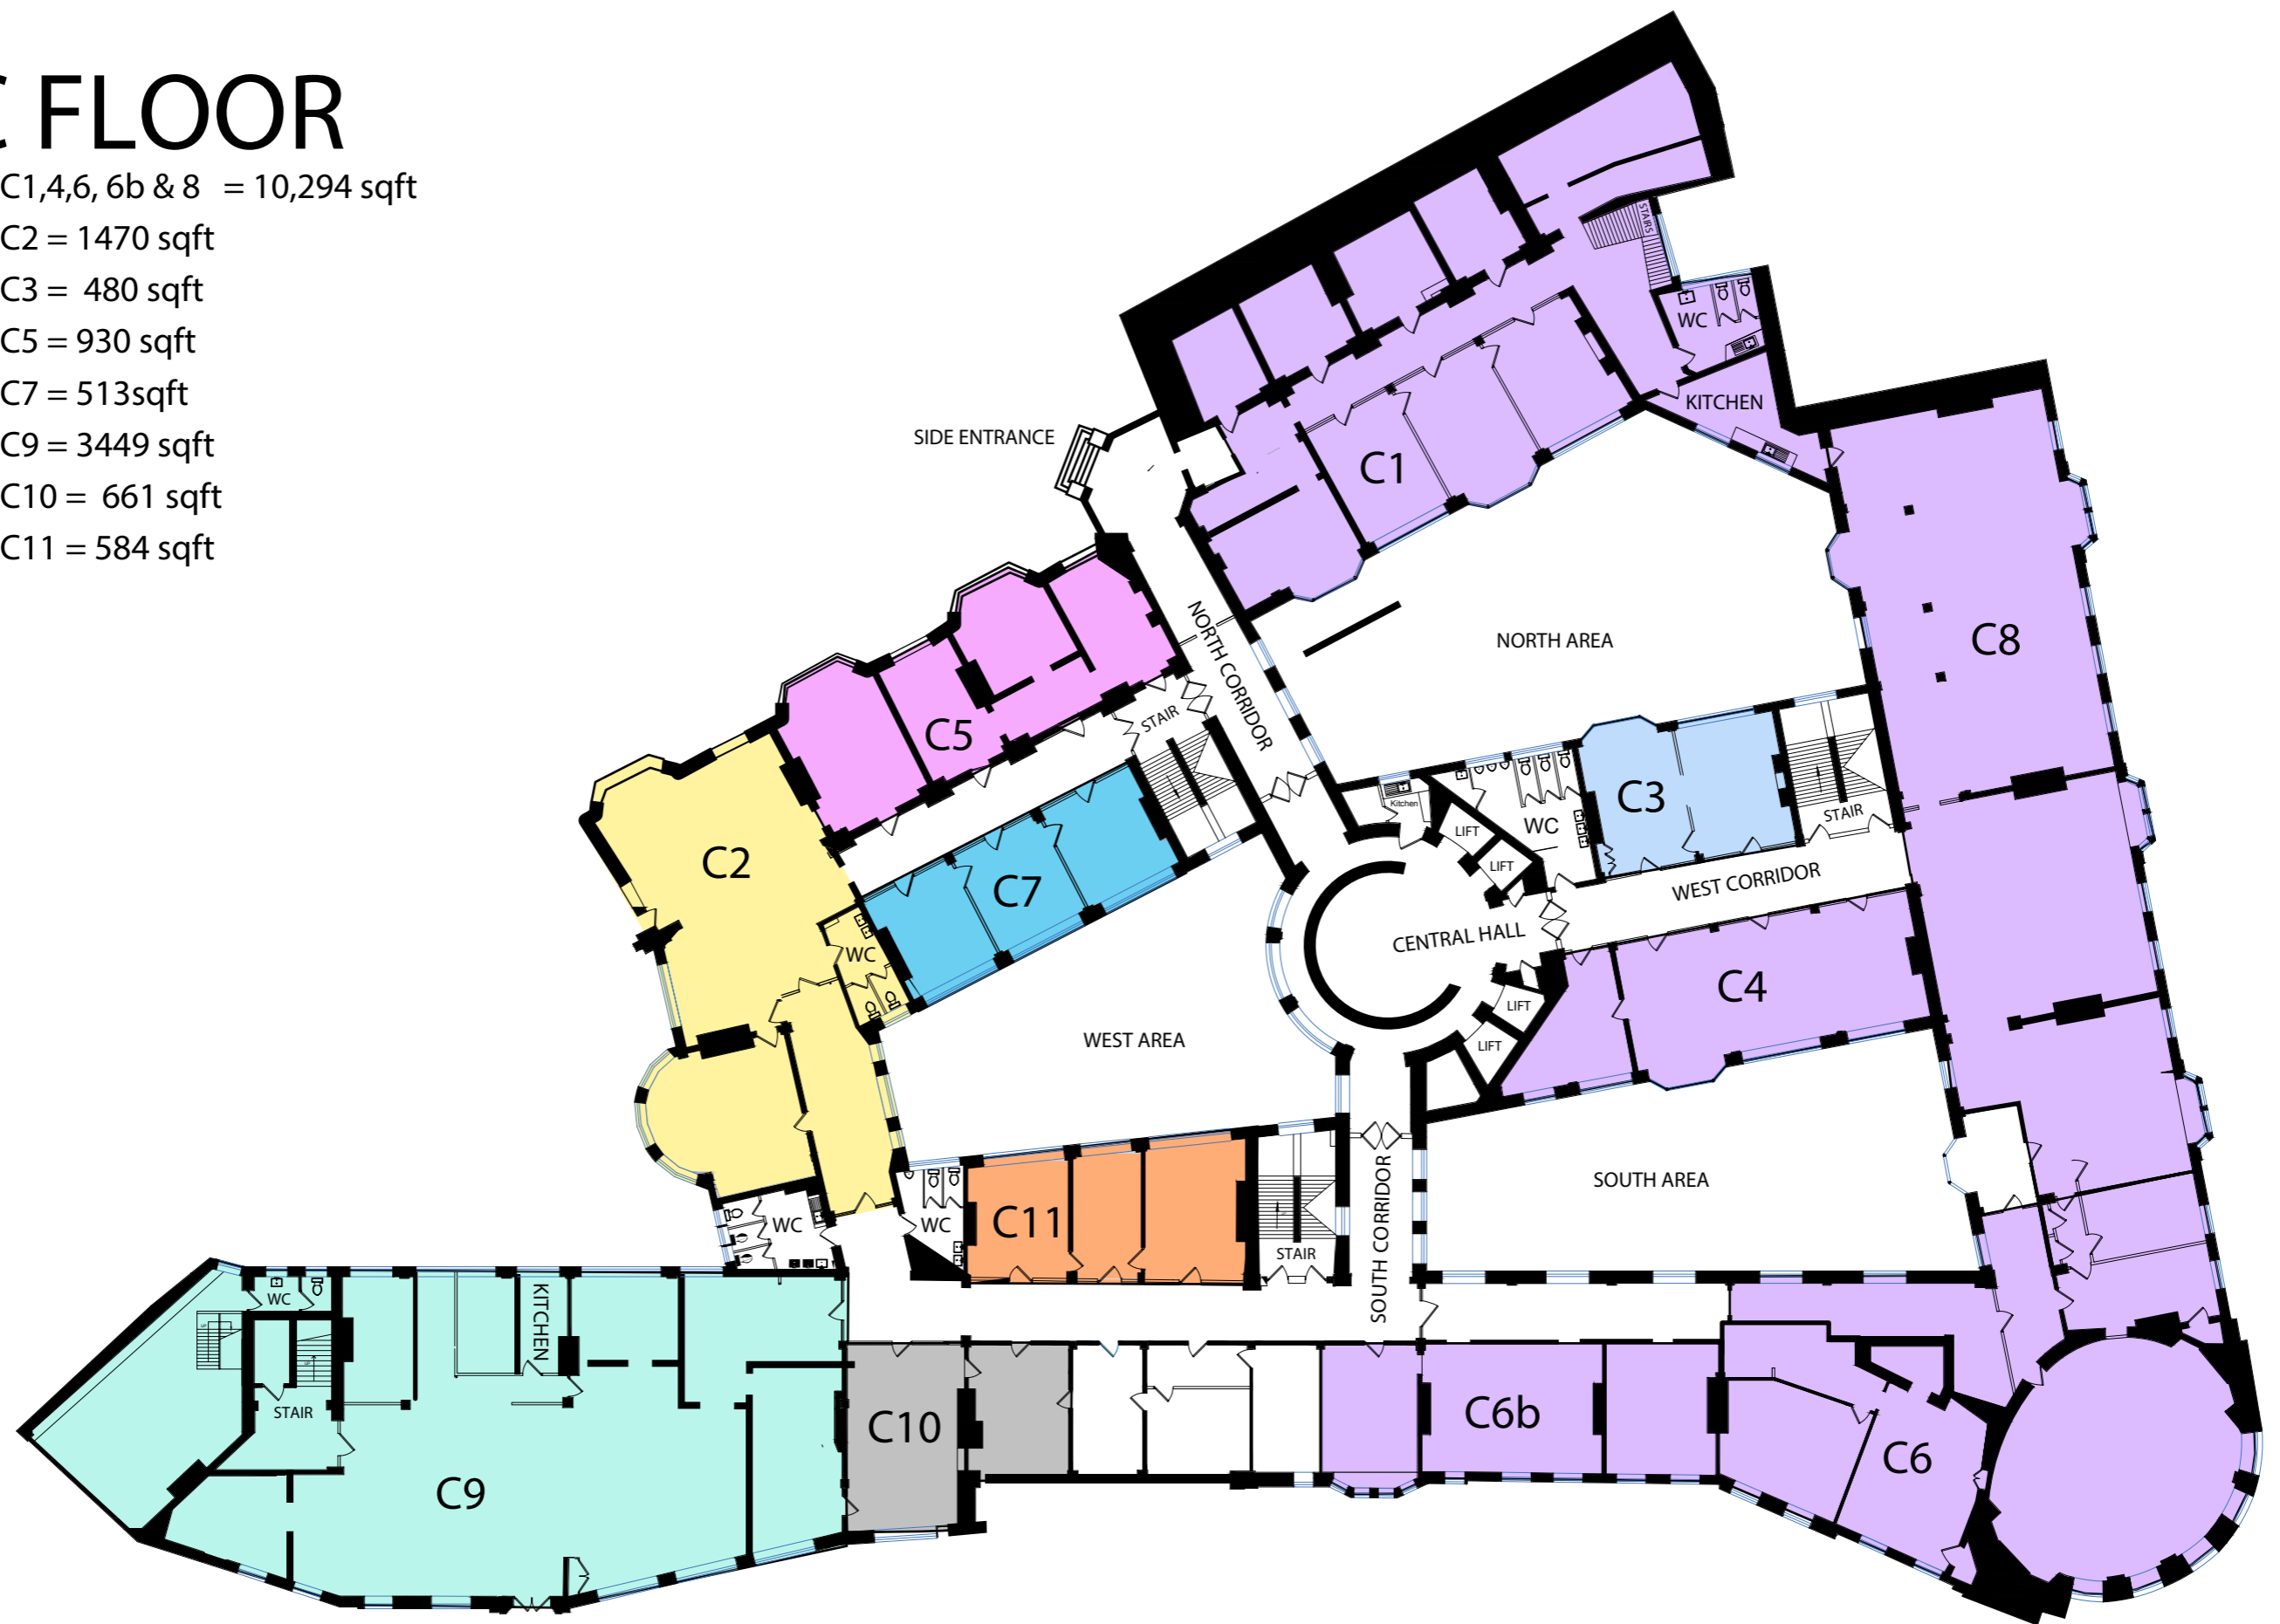 C FLOOR
C1,4,6, 6b & 8 = 10,294 sqft
C2 = 1470 sqft
C3 = 480 sqft
C5 = 930 sqft
C7 = 513sqft
C9 = 3449 sqft
C10 = 661 sqft
C11 = 584 sqft
STAIRS
WC
KITCHEN
SIDE ENTRANCE
C1
NORTH CORRIDOR
NORTH AREA
C8
C5
STAIR
C3
Kitchen
LIFT
WC
STAIR
LIFT
C2
C7
WEST CORRIDOR
CENTRAL HALL
WC
C4
LIFT
LIFT
WEST AREA
SOUTH AREA
C11
WC
WC
STAIR
SOUTH CORRIDOR
WC
KITCHEN
STAIR
C10
C6b
C6
C9